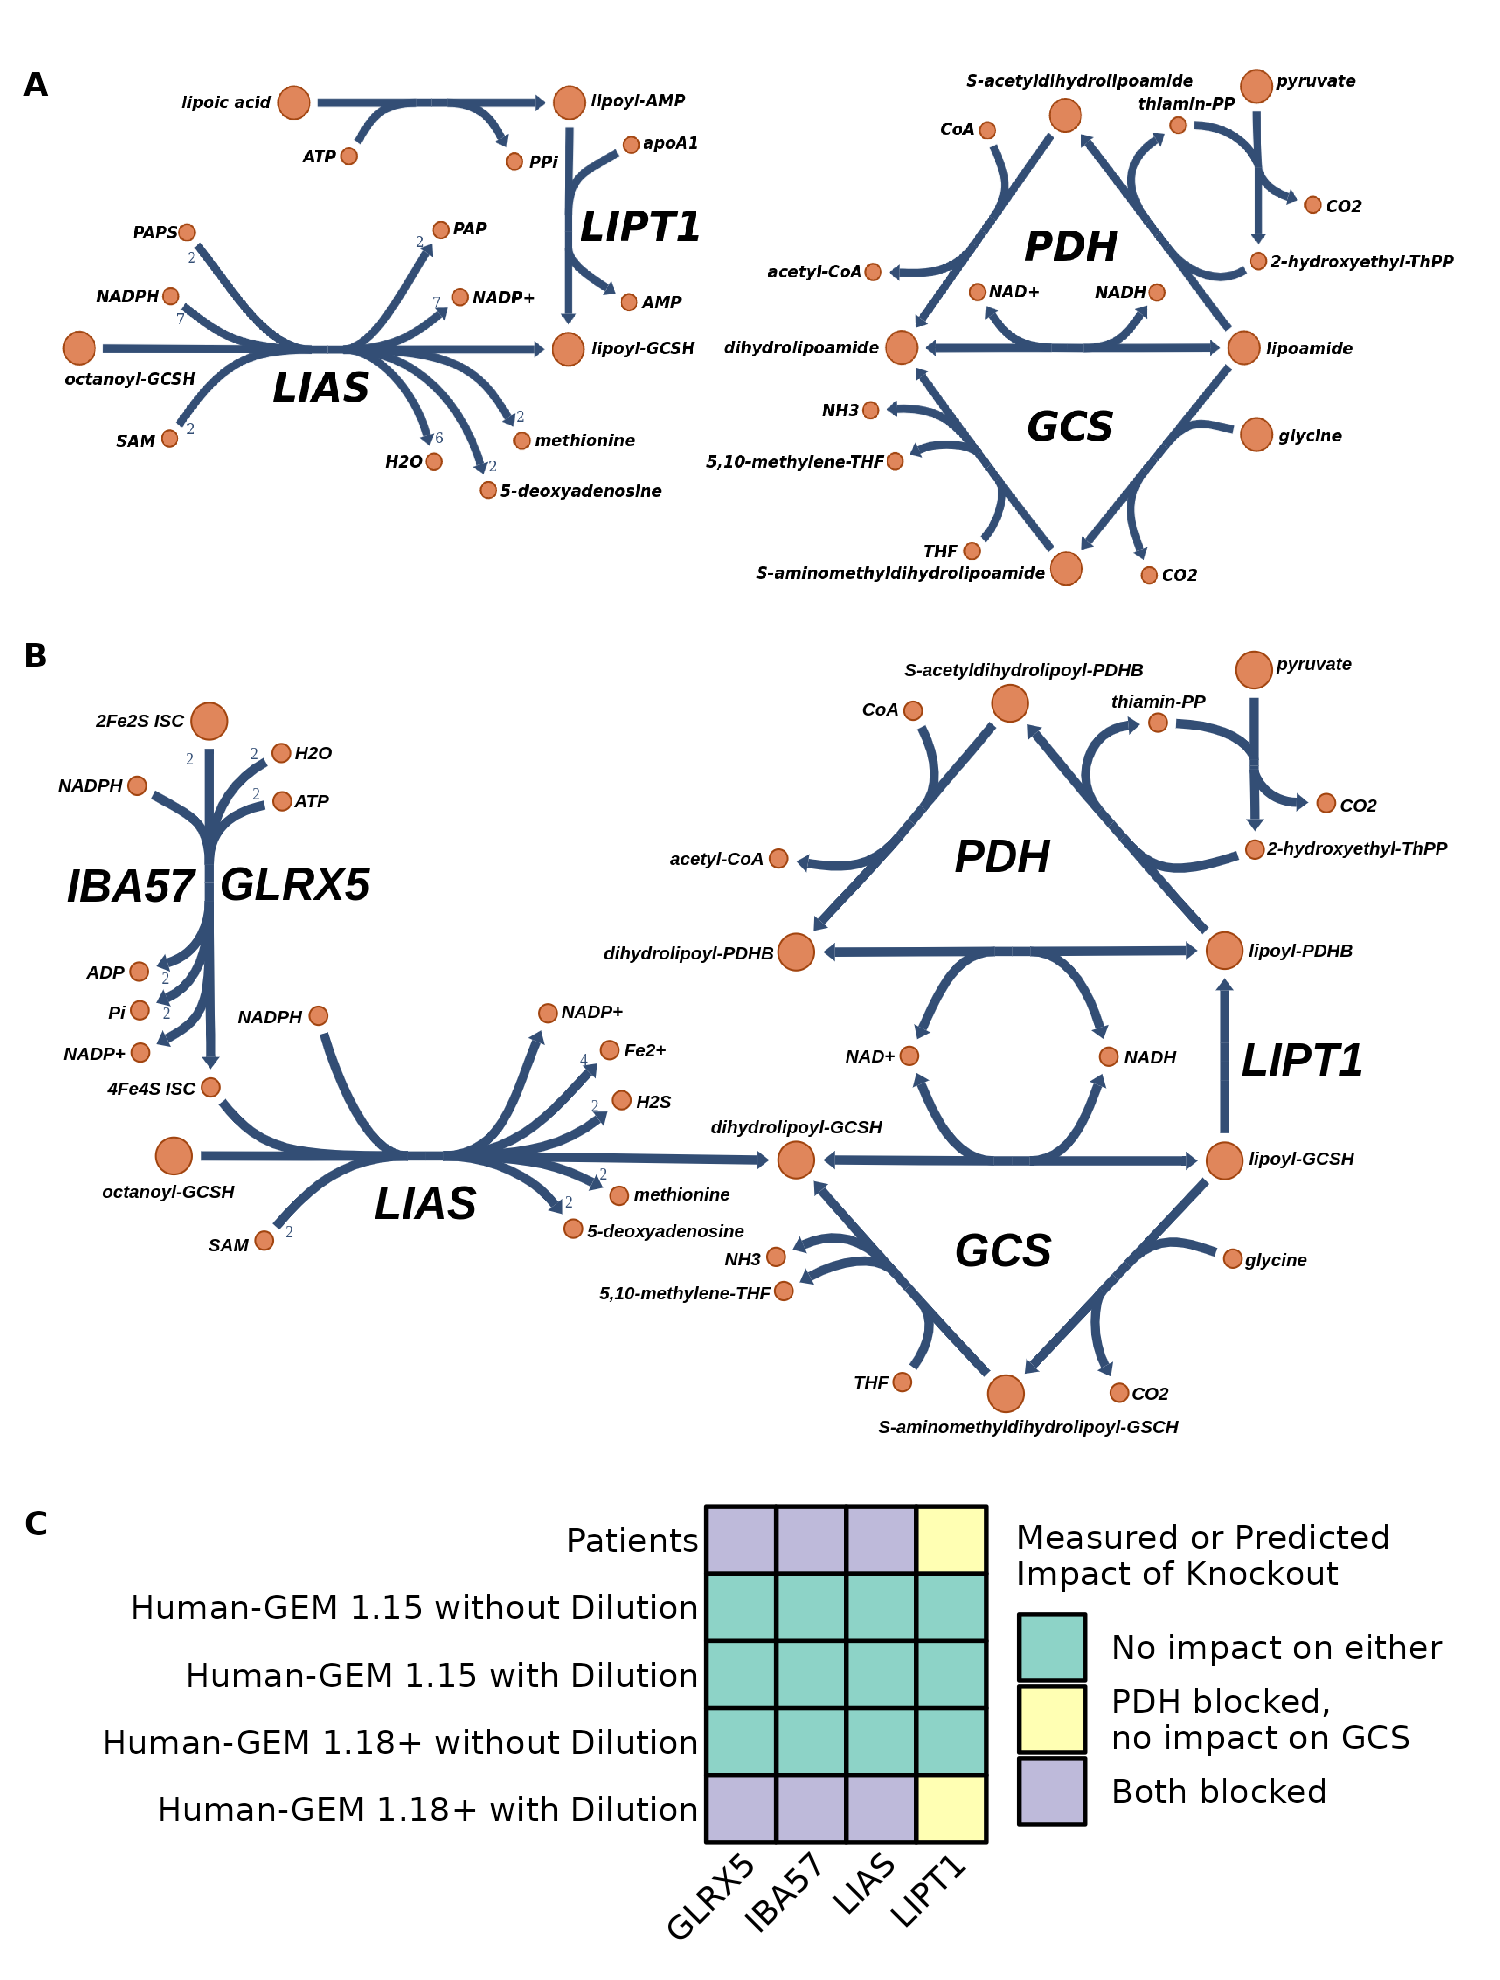 A
lipoic acid
lipoyl-AMP
ATP
PPi
apoA1
LIPT1
AMP
PAPS
2
PAP
2
NADPH
7
NADP+
7
octanoyl-GCSH
lipoyl-GCSH
LIAS
SAM
2
H2O
6
methionine
2
5-deoxyadenosine
2
S-acetyldihydrolipoamide
pyruvate
thiamin-PP
CoA
CO2
PDH
acetyl-CoA
2-hydroxyethyl-ThPP
NAD+
NADH
dihydrolipoamide
lipoamide
NH3
GCS
glycine
5,10-methylene-THF
THF
S-aminomethyldihydrolipoamide
CO2
B
2Fe2S ISC
2
H2O
2
NADPH
ATP
2
IBA57
GLRX5
ADP
2
Pi
2
NADP+
4Fe4S ISC
NADPH
NADP+
Fe2+
4
H2S
2
octanoyl-GCSH
LIAS
methionine
2
5-deoxyadenosine
2
SAM
2
S-acetyldihydrolipoyl-PDHB
pyruvate
thiamin-PP
CoA
CO2
acetyl-CoA
PDH
2-hydroxyethyl-ThPP
dihydrolipoyl-PDHB
lipoyl-PDHB
NAD+
NADH
LIPT1
dihydrolipoyl-GCSH
lipoyl-GCSH
NH3
GCS
glycine
5,10-methylene-THF
THF
CO2
S-aminomethyldihydrolipoyl-GSCH
C
Patients
Human-GEM 1.15 without Dilution
Human-GEM 1.15 with Dilution
Human-GEM 1.18+ without Dilution
Human-GEM 1.18+ with Dilution
GLRX5
IBA57
LIAS
LIPT1
Measured or Predicted
Impact of Knockout
No impact on either
PDH blocked,
no impact on GCS
Both blocked